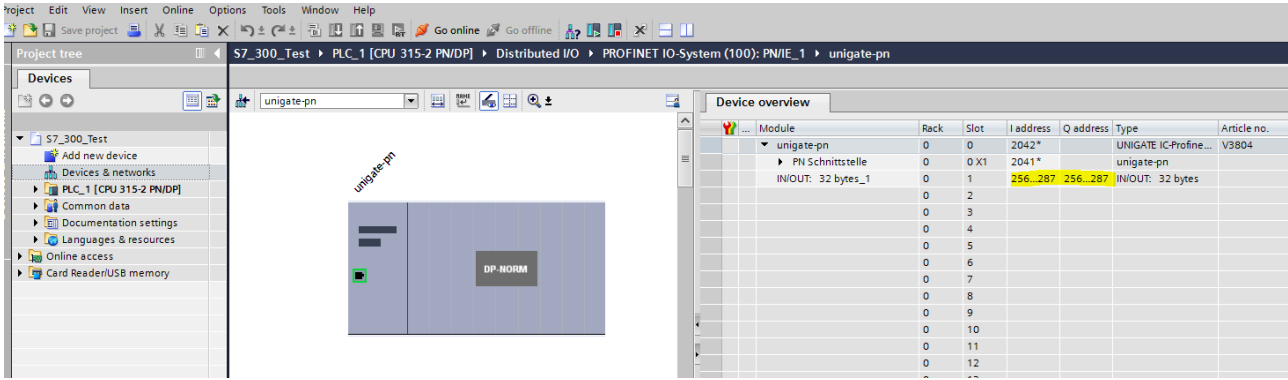 Project Edit View Insert Online Options Tools Window Help
Save project Go online Go offline
Project tree S7_300_Test PLC_1 [CPU 315-2 PN/DP] Distributed I/O PROFINET IO-System (100): PN/IE_1 unigate-pn
Devices
unigate-pn
S7_300_Test
Add new device
Devices & networks
PLC_1 [CPU 315-2 PN/DP]
Common data
Documentation settings
Languages & resources
Online access
Card Reader/USB memory
unigate-pn
DP-NORM
Device overview
... Module Rack Slot I address Q address Type Article no.
unigate-pn 0 0 2042* UNIGATE IC-Profine... V3804
PN Schnittstelle 0 0 X1 2041* unigate-pn
IN/OUT: 32 bytes_1 0 1 256...287 256...287 IN/OUT: 32 bytes
0 2
0 3
0 4
0 5
0 6
0 7
0 8
0 9
0 10
0 11
0 12